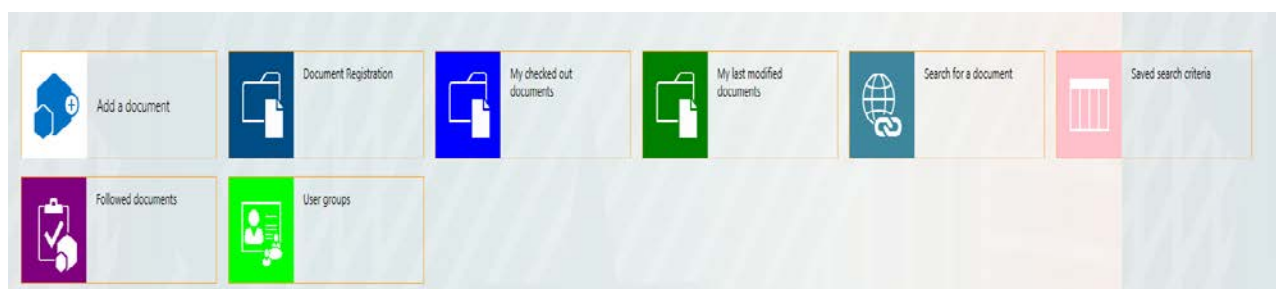 Add a document
Document Registration
My checked out
documents
My last modified
documents
Search for a document
Saved search criteria
Followed documents
User groups